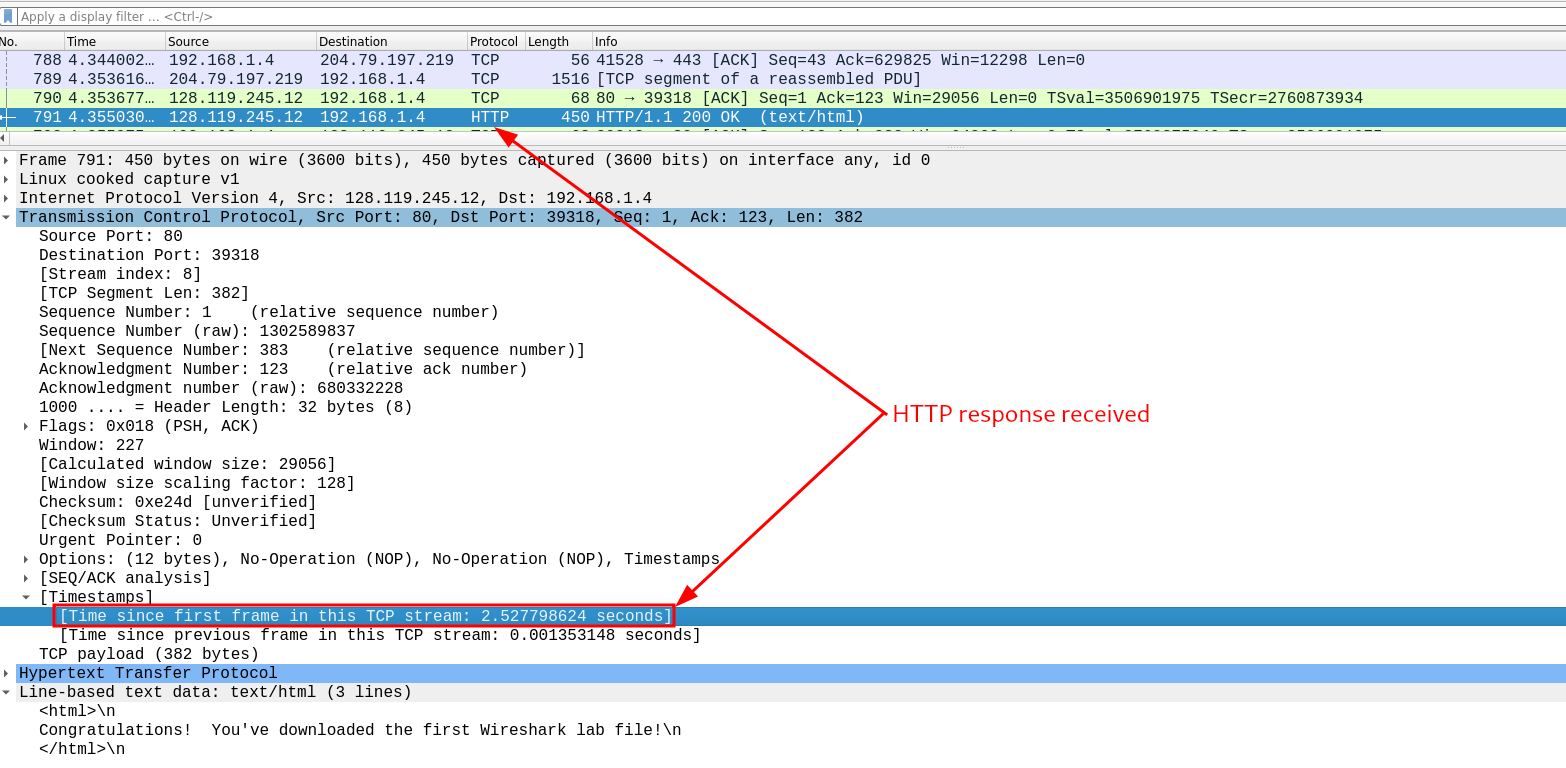 Apply a display filter … <Ctrl-/>
No. Time Source Destination Protocol Length Info
788 4.344002… 192.168.1.4 204.79.197.219 TCP 56 41528 → 443 [ACK] Seq=43 Ack=629825 Win=12298 Len=0
789 4.353616… 204.79.197.219 192.168.1.4 TCP 1516 [TCP segment of a reassembled PDU]
790 4.353677… 128.119.245.12 192.168.1.4 TCP 68 80 → 39318 [ACK] Seq=1 Ack=123 Win=29056 Len=0 TSval=3506901975 TSecr=2760873934
791 4.355030… 128.119.245.12 192.168.1.4 HTTP 450 HTTP/1.1 200 OK (text/html)
Frame 791: 450 bytes on wire (3600 bits), 450 bytes captured (3600 bits) on interface any, id 0
Linux cooked capture v1
Internet Protocol Version 4, Src: 128.119.245.12, Dst: 192.168.1.4
Transmission Control Protocol, Src Port: 80, Dst Port: 39318, Seq: 1, Ack: 123, Len: 382
Source Port: 80
Destination Port: 39318
[Stream index: 8]
[TCP Segment Len: 382]
Sequence Number: 1 (relative sequence number)
Sequence Number (raw): 1302589837
[Next Sequence Number: 383 (relative sequence number)]
Acknowledgment Number: 123 (relative ack number)
Acknowledgment number (raw): 680332228
1000 .... = Header Length: 32 bytes (8)
HTTP response received
Flags: 0x018 (PSH, ACK)
Window: 227
[Calculated window size: 29056]
[Window size scaling factor: 128]
Checksum: 0xe24d [unverified]
[Checksum Status: Unverified]
Urgent Pointer: 0
Options: (12 bytes), No-Operation (NOP), No-Operation (NOP), Timestamps
[SEQ/ACK analysis]
[Timestamps]
[Time since first frame in this TCP stream: 2.527798624 seconds]
[Time since previous frame in this TCP stream: 0.001353148 seconds]
TCP payload (382 bytes)
Hypertext Transfer Protocol
Line-based text data: text/html (3 lines)
<html>\n
Congratulations! You've downloaded the first Wireshark lab file!\n
</html>\n